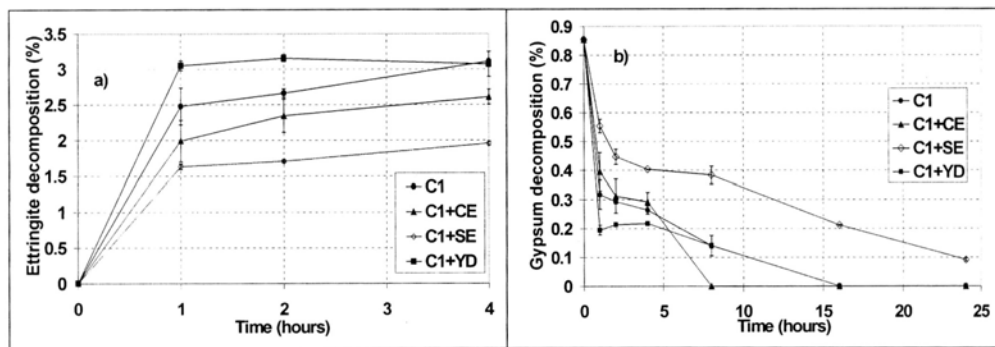 Ettringite decomposition (%)
3.5
3
2.5
2
1.5
1
0.5
0
a)
C1
C1+CE
C1+SE
C1+YD
0
1
2
3
4
Time (hours)
Gypsum decomposition (%)
0.9
0.8
0.7
0.6
0.5
0.4
0.3
0.2
0.1
0
b)
C1
C1+CE
C1+SE
C1+YD
0
5
10
15
20
25
Time (hours)